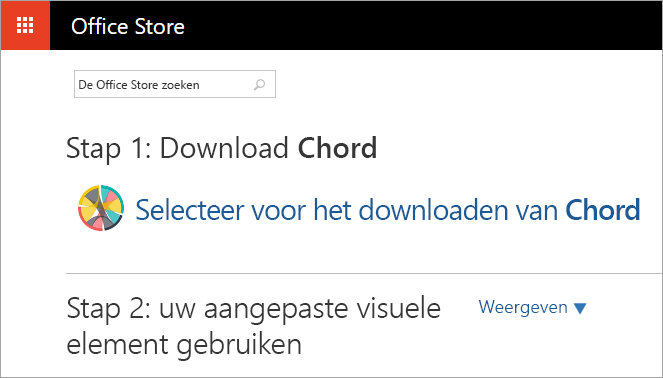 Office Store
De Office Store zoeken
Stap 1: Download Chord
Selecteer voor het downloaden van Chord
Stap 2: uw aangepaste visuele
element gebruiken
Weergeven